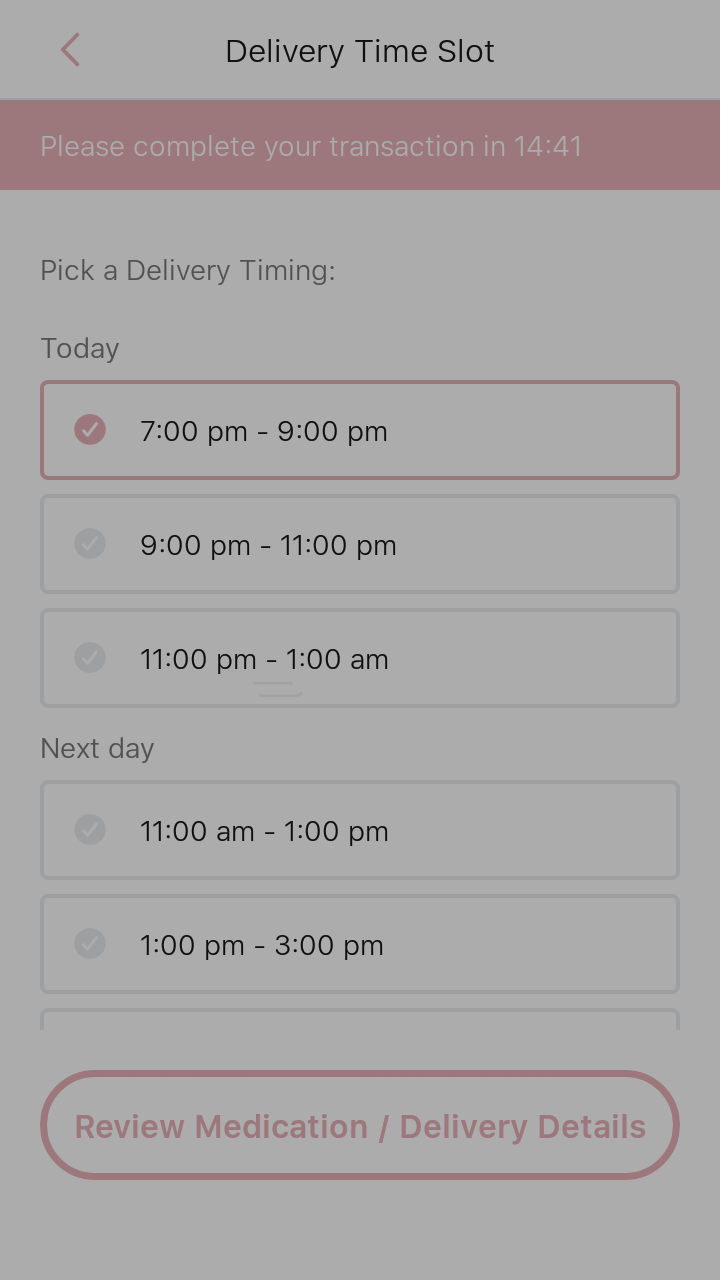 Delivery Time Slot
Please complete your transaction in 14:41
Pick a Delivery Timing:
Today
7:00 pm - 9:00 pm
9:00 pm - 11:00 pm
11:00 pm - 1:00 am
Next day
11:00 am - 1:00 pm
1:00 pm - 3:00 pm
Review Medication / Delivery Details